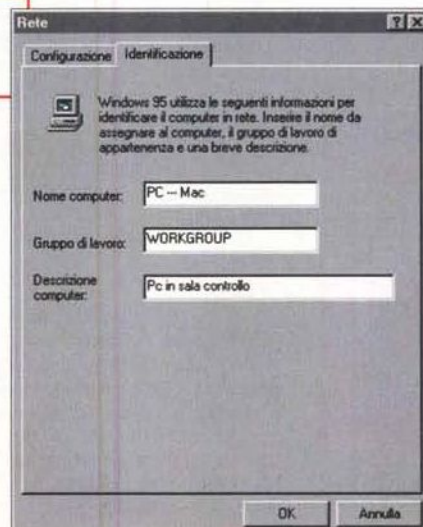 Rete
Configurazione Identificazione
Windows 95 utilizza le seguenti informazioni per
identificare il computer in rete. Inserire il nome da
assegnare al computer, il gruppo di lavoro di
appartenenza e una breve descrizione.
Nome computer: PC -- Mac
Gruppo di lavoro: WORKGROUP
Descrizione
computer: Pc in sala controllo
OK Annulla